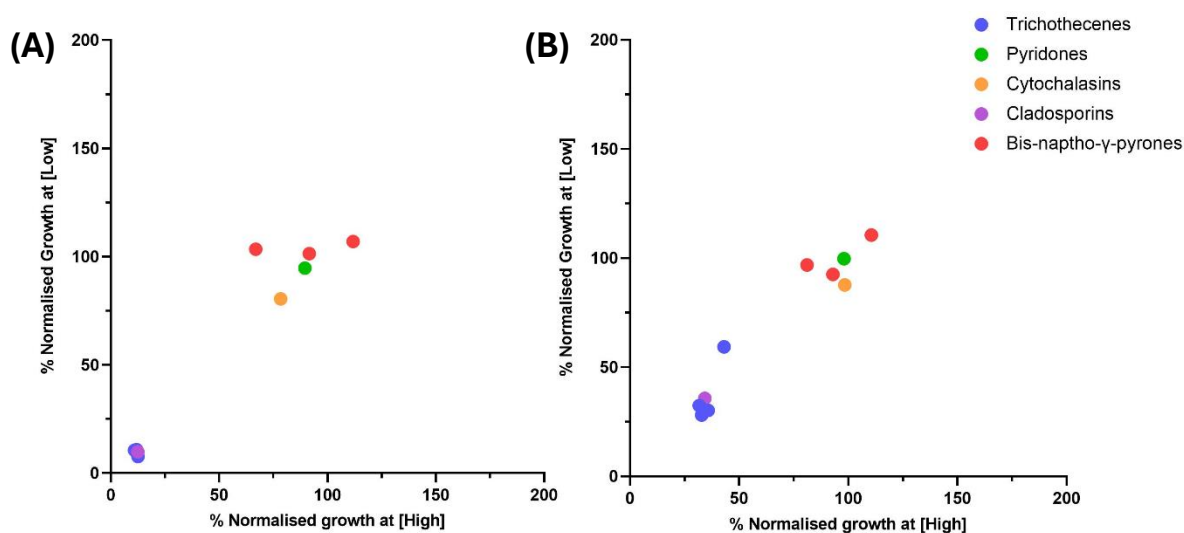 (A)
200
150
100
50
0
% Normalised Growth at [Low]
0 50 100 150 200
% Normalised growth at [High]
(B)
200
150
100
50
0
% Normalised Growth at [Low]
0 50 100 150 200
% Normalised growth at [High]
Trichothecenes
Pyridones
Cytochalasins
Cladosporins
Bis-naptho-γ-pyrones